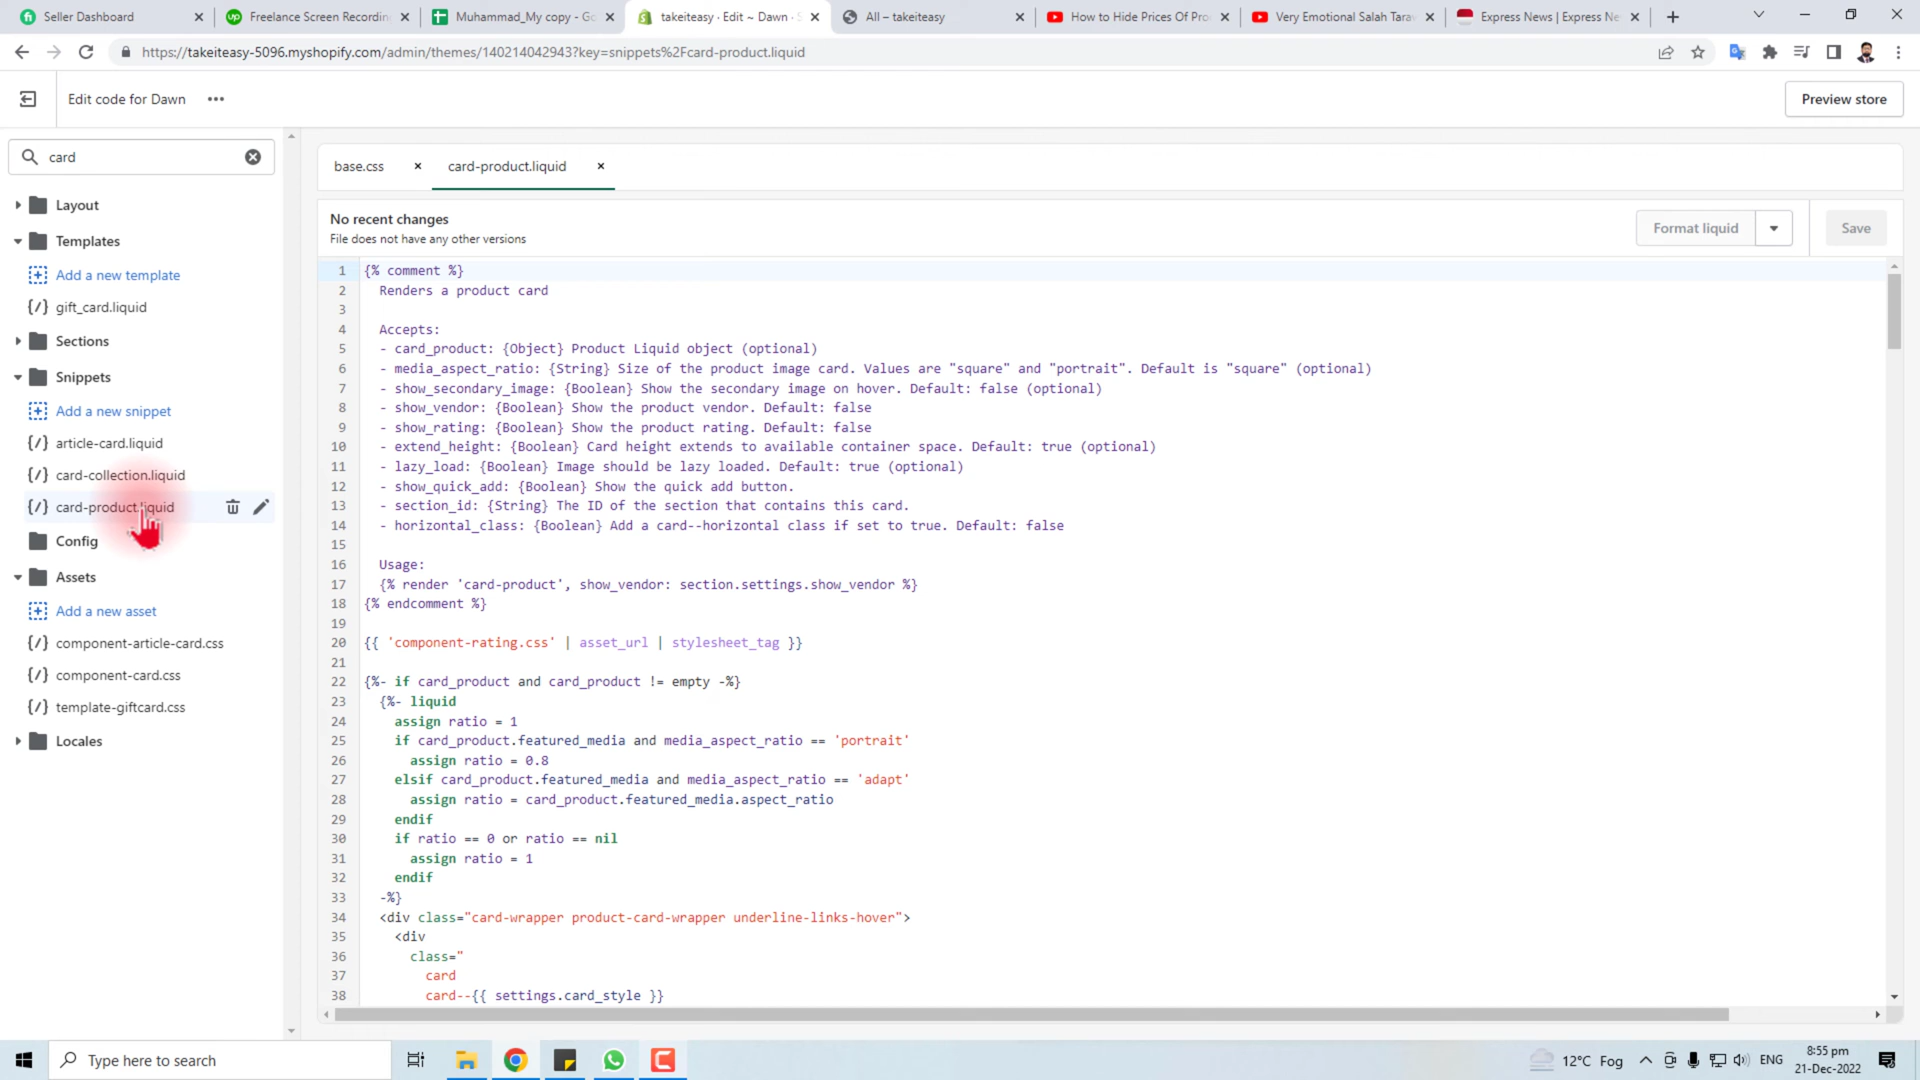 Seller Dashboard
Freelance Screen Recordin
Muhammad_My copy - Go
takeiteasy · Edit ~ Dawn · S
All – takeiteasy
How to Hide Prices Of Pro
Very Emotional Salah Tara
Express News | Express Ne
https://takeiteasy-5096.myshopify.com/admin/themes/140214042943?key=snippets%2Fcard-product.liquid
Edit code for Dawn
Preview store
card
Layout
Templates
Add a new template
gift_card.liquid
Sections
Snippets
Add a new snippet
article-card.liquid
card-collection.liquid
card-product.liquid
Config
Assets
Add a new asset
component-article-card.css
component-card.css
template-giftcard.css
Locales
base.css
card-product.liquid
No recent changes
File does not have any other versions
Format liquid
Save
1 {% comment %}
2 Renders a product card
3
4 Accepts:
5 - card_product: {Object} Product Liquid object (optional)
6 - media_aspect_ratio: {String} Size of the product image card. Values are "square" and "portrait". Default is "square" (optional)
7 - show_secondary_image: {Boolean} Show the secondary image on hover. Default: false (optional)
8 - show_vendor: {Boolean} Show the product vendor. Default: false
9 - show_rating: {Boolean} Show the product rating. Default: false
10 - extend_height: {Boolean} Card height extends to available container space. Default: true (optional)
11 - lazy_load: {Boolean} Image should be lazy loaded. Default: true (optional)
12 - show_quick_add: {Boolean} Show the quick add button.
13 - section_id: {String} The ID of the section that contains this card.
14 - horizontal_class: {Boolean} Add a card--horizontal class if set to true. Default: false
15
16 Usage:
17 {% render 'card-product', show_vendor: section.settings.show_vendor %}
18 {% endcomment %}
19
20 {{ 'component-rating.css' | asset_url | stylesheet_tag }}
21
22 {%- if card_product and card_product != empty -%}
23 {%- liquid
24 assign ratio = 1
25 if card_product.featured_media and media_aspect_ratio == 'portrait'
26 assign ratio = 0.8
27 elsif card_product.featured_media and media_aspect_ratio == 'adapt'
28 assign ratio = card_product.featured_media.aspect_ratio
29 endif
30 if ratio == 0 or ratio == nil
31 assign ratio = 1
32 endif
33 -%}
34 <div class="card-wrapper product-card-wrapper underline-links-hover">
35 <div
36 class="
37 card
38 card--{{ settings.card_style }}
Type here to search
12°C Fog
ENG
8:55 pm
21-Dec-2022